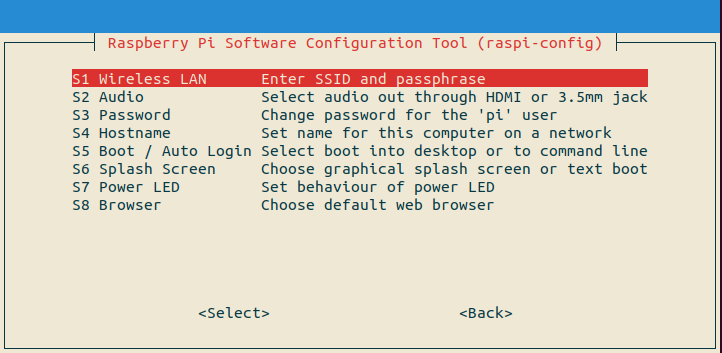 Raspberry Pi Software Configuration Tool (raspi-config)
S1 Wireless LAN      Enter SSID and passphrase
S2 Audio             Select audio out through HDMI or 3.5mm jack
S3 Password          Change password for the 'pi' user
S4 Hostname          Set name for this computer on a network
S5 Boot / Auto Login Select boot into desktop or to command line
S6 Splash Screen     Choose graphical splash screen or text boot
S7 Power LED         Set behaviour of power LED
S8 Browser           Choose default web browser
<Select>                     <Back>